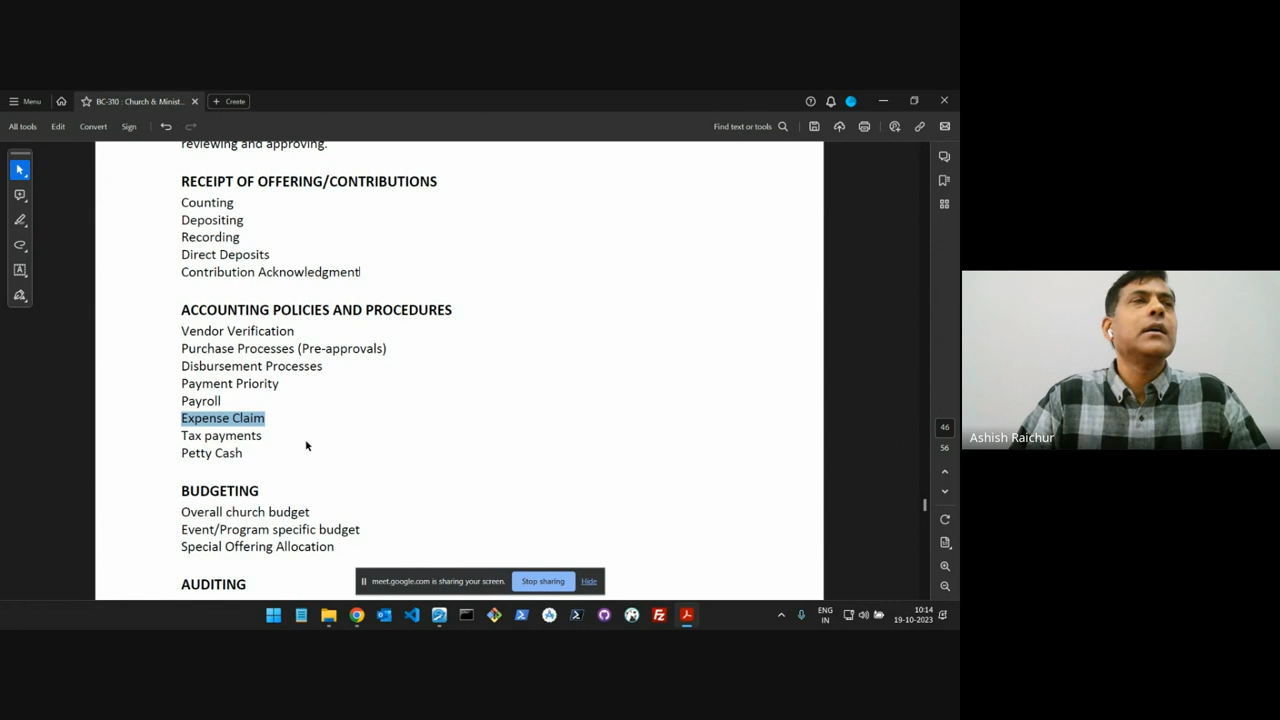 Menu
BC-310 : Church & Minist...
Create
All tools
Edit
Convert
Sign
Find text or tools
reviewing and approving.
RECEIPT OF OFFERING/CONTRIBUTIONS
Counting
Depositing
Recording
Direct Deposits
Contribution Acknowledgment
ACCOUNTING POLICIES AND PROCEDURES
Vendor Verification
Purchase Processes (Pre-approvals)
Disbursement Processes
Payment Priority
Payroll
Expense Claim
Tax payments
Petty Cash
BUDGETING
Overall church budget
Event/Program specific budget
Special Offering Allocation
AUDITING
46
56
meet.google.com is sharing your screen.
Stop sharing
Hide
ENG
IN
10:14
19-10-2023
Ashish Raichur